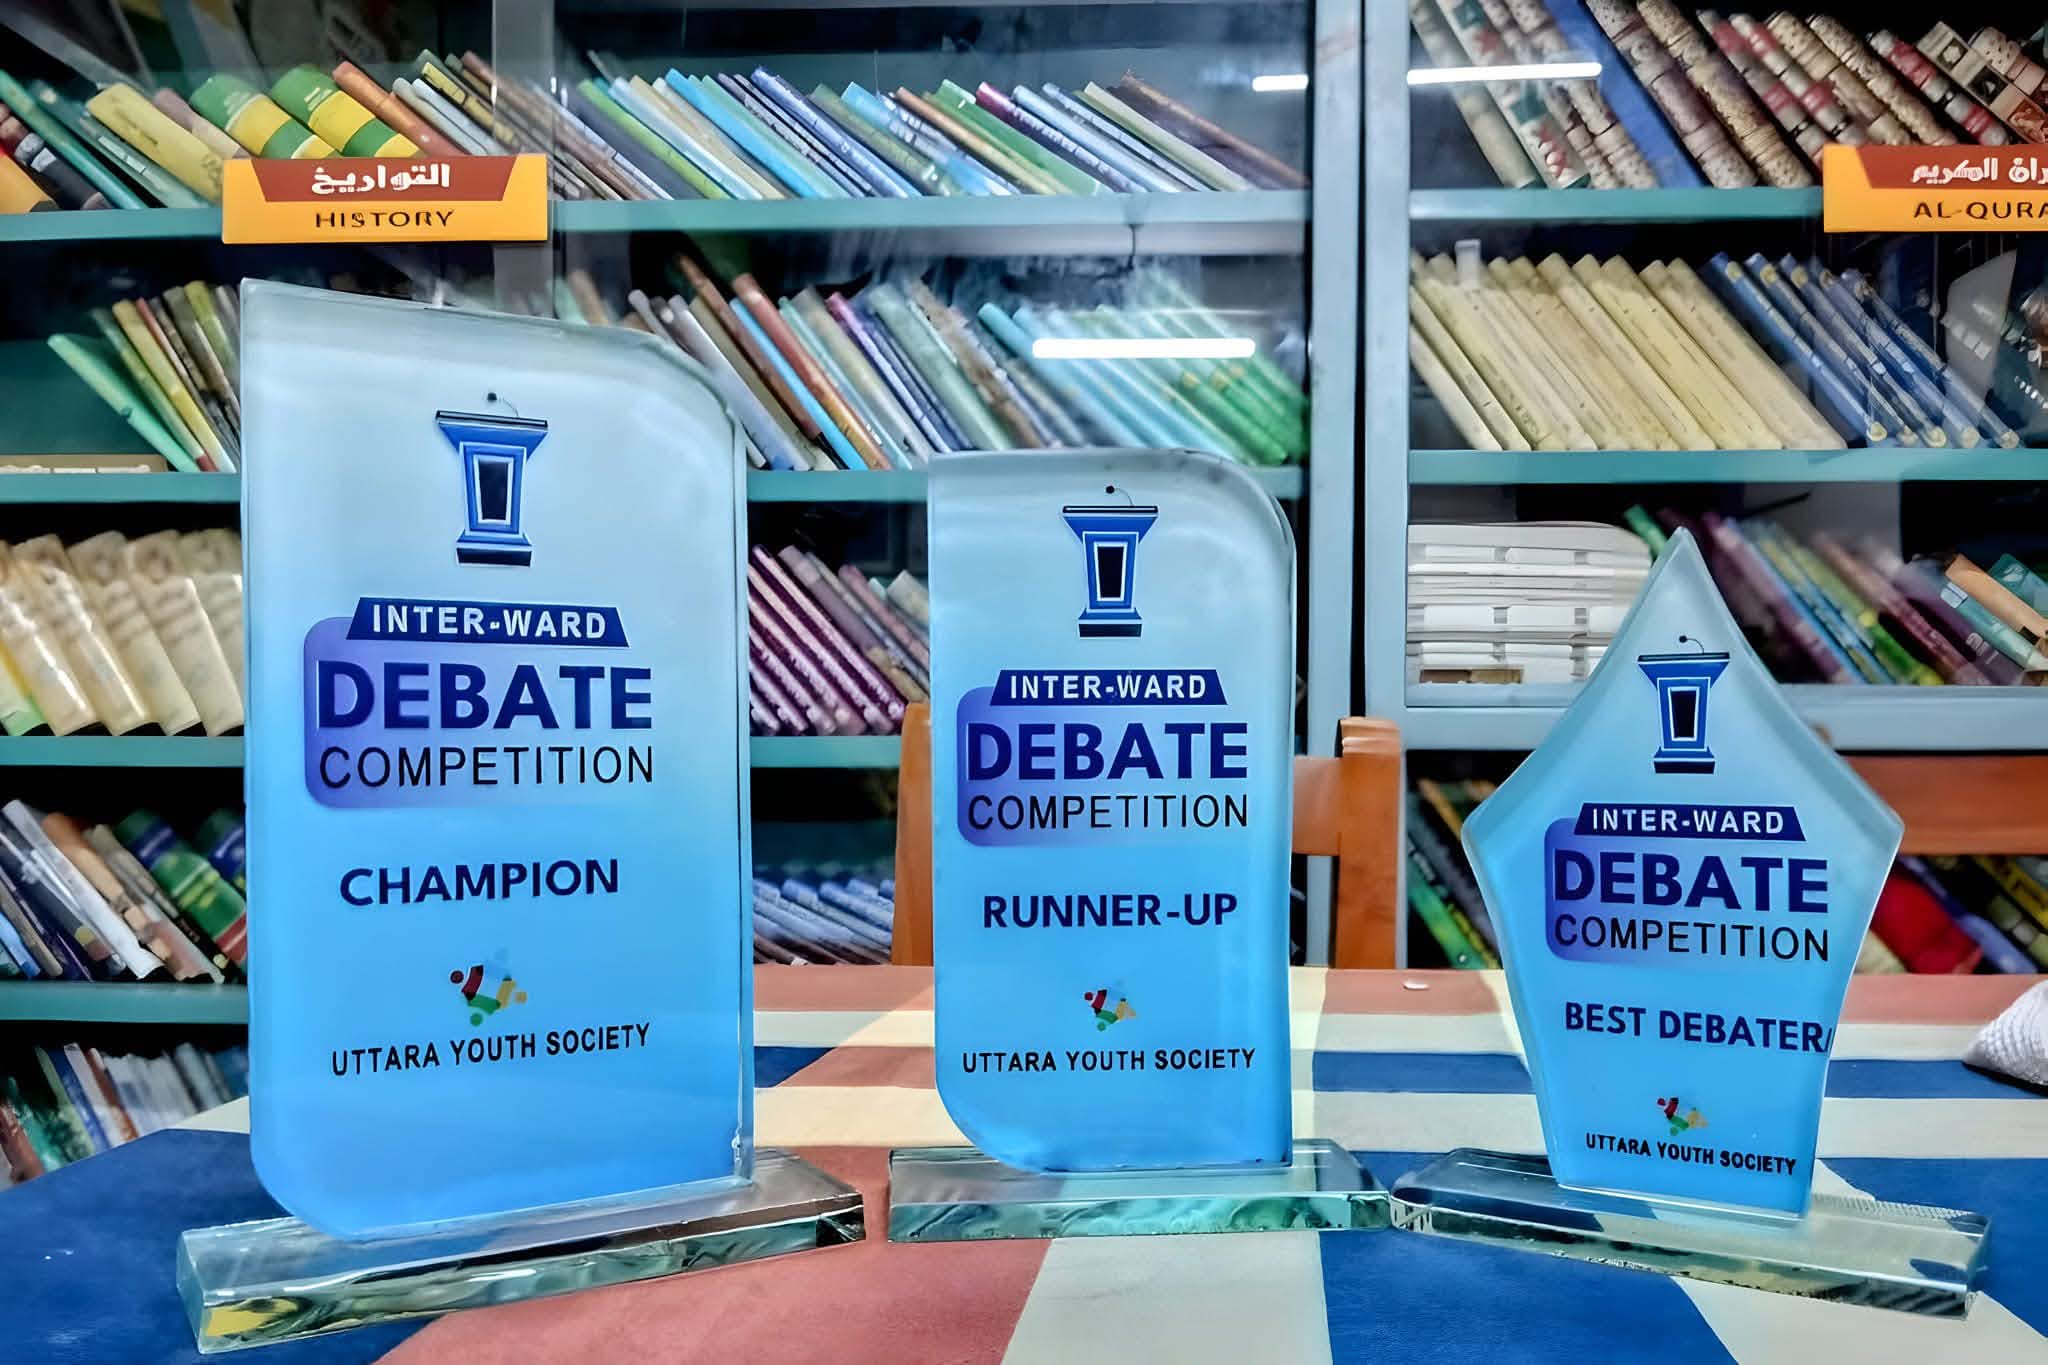 التواريخ
HISTORY
القرآن الكريم
AL-QURA
INTER-WARD
DEBATE
COMPETITION
CHAMPION
UTTARA YOUTH SOCIETY
INTER-WARD
DEBATE
COMPETITION
RUNNER-UP
UTTARA YOUTH SOCIETY
INTER-WARD
DEBATE
COMPETITION
BEST DEBATER
UTTARA YOUTH SOCIETY